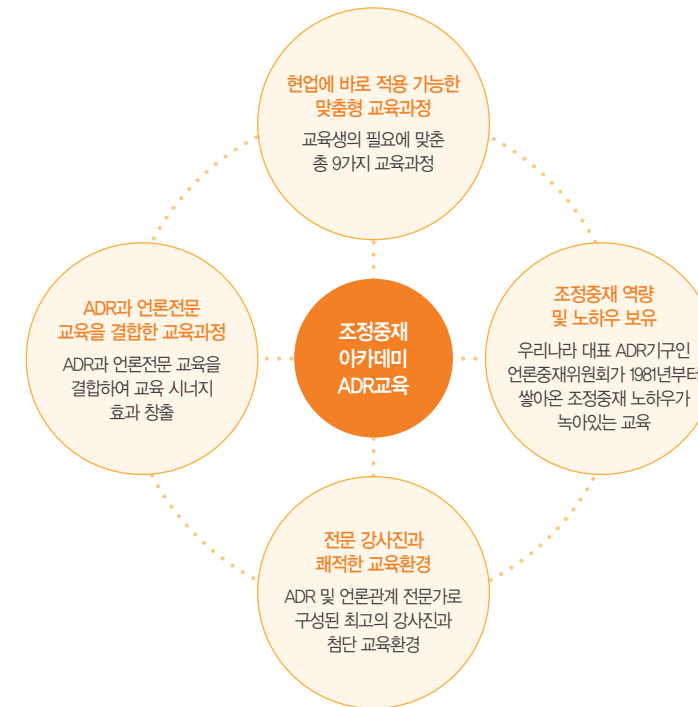 현업에 바로 적용 가능한
맞춤형 교육과정
교육생의 필요에 맞춘
총 9가지 교육과정
ADR과 언론전문
교육을 결합한 교육과정
ADR과 언론전문 교육을
결합하여 교육 시너지
효과 창출
조정중재
아카데미
ADR교육
조정중재 역량
및 노하우 보유
우리나라 대표 ADR기구인
언론중재위원회가 1981년부터
쌓아온 조정중재 노하우가
녹아있는 교육
전문 강사진과
쾌적한 교육환경
ADR 및 언론관계 전문가로
구성된 최고의 강사진과
첨단 교육환경